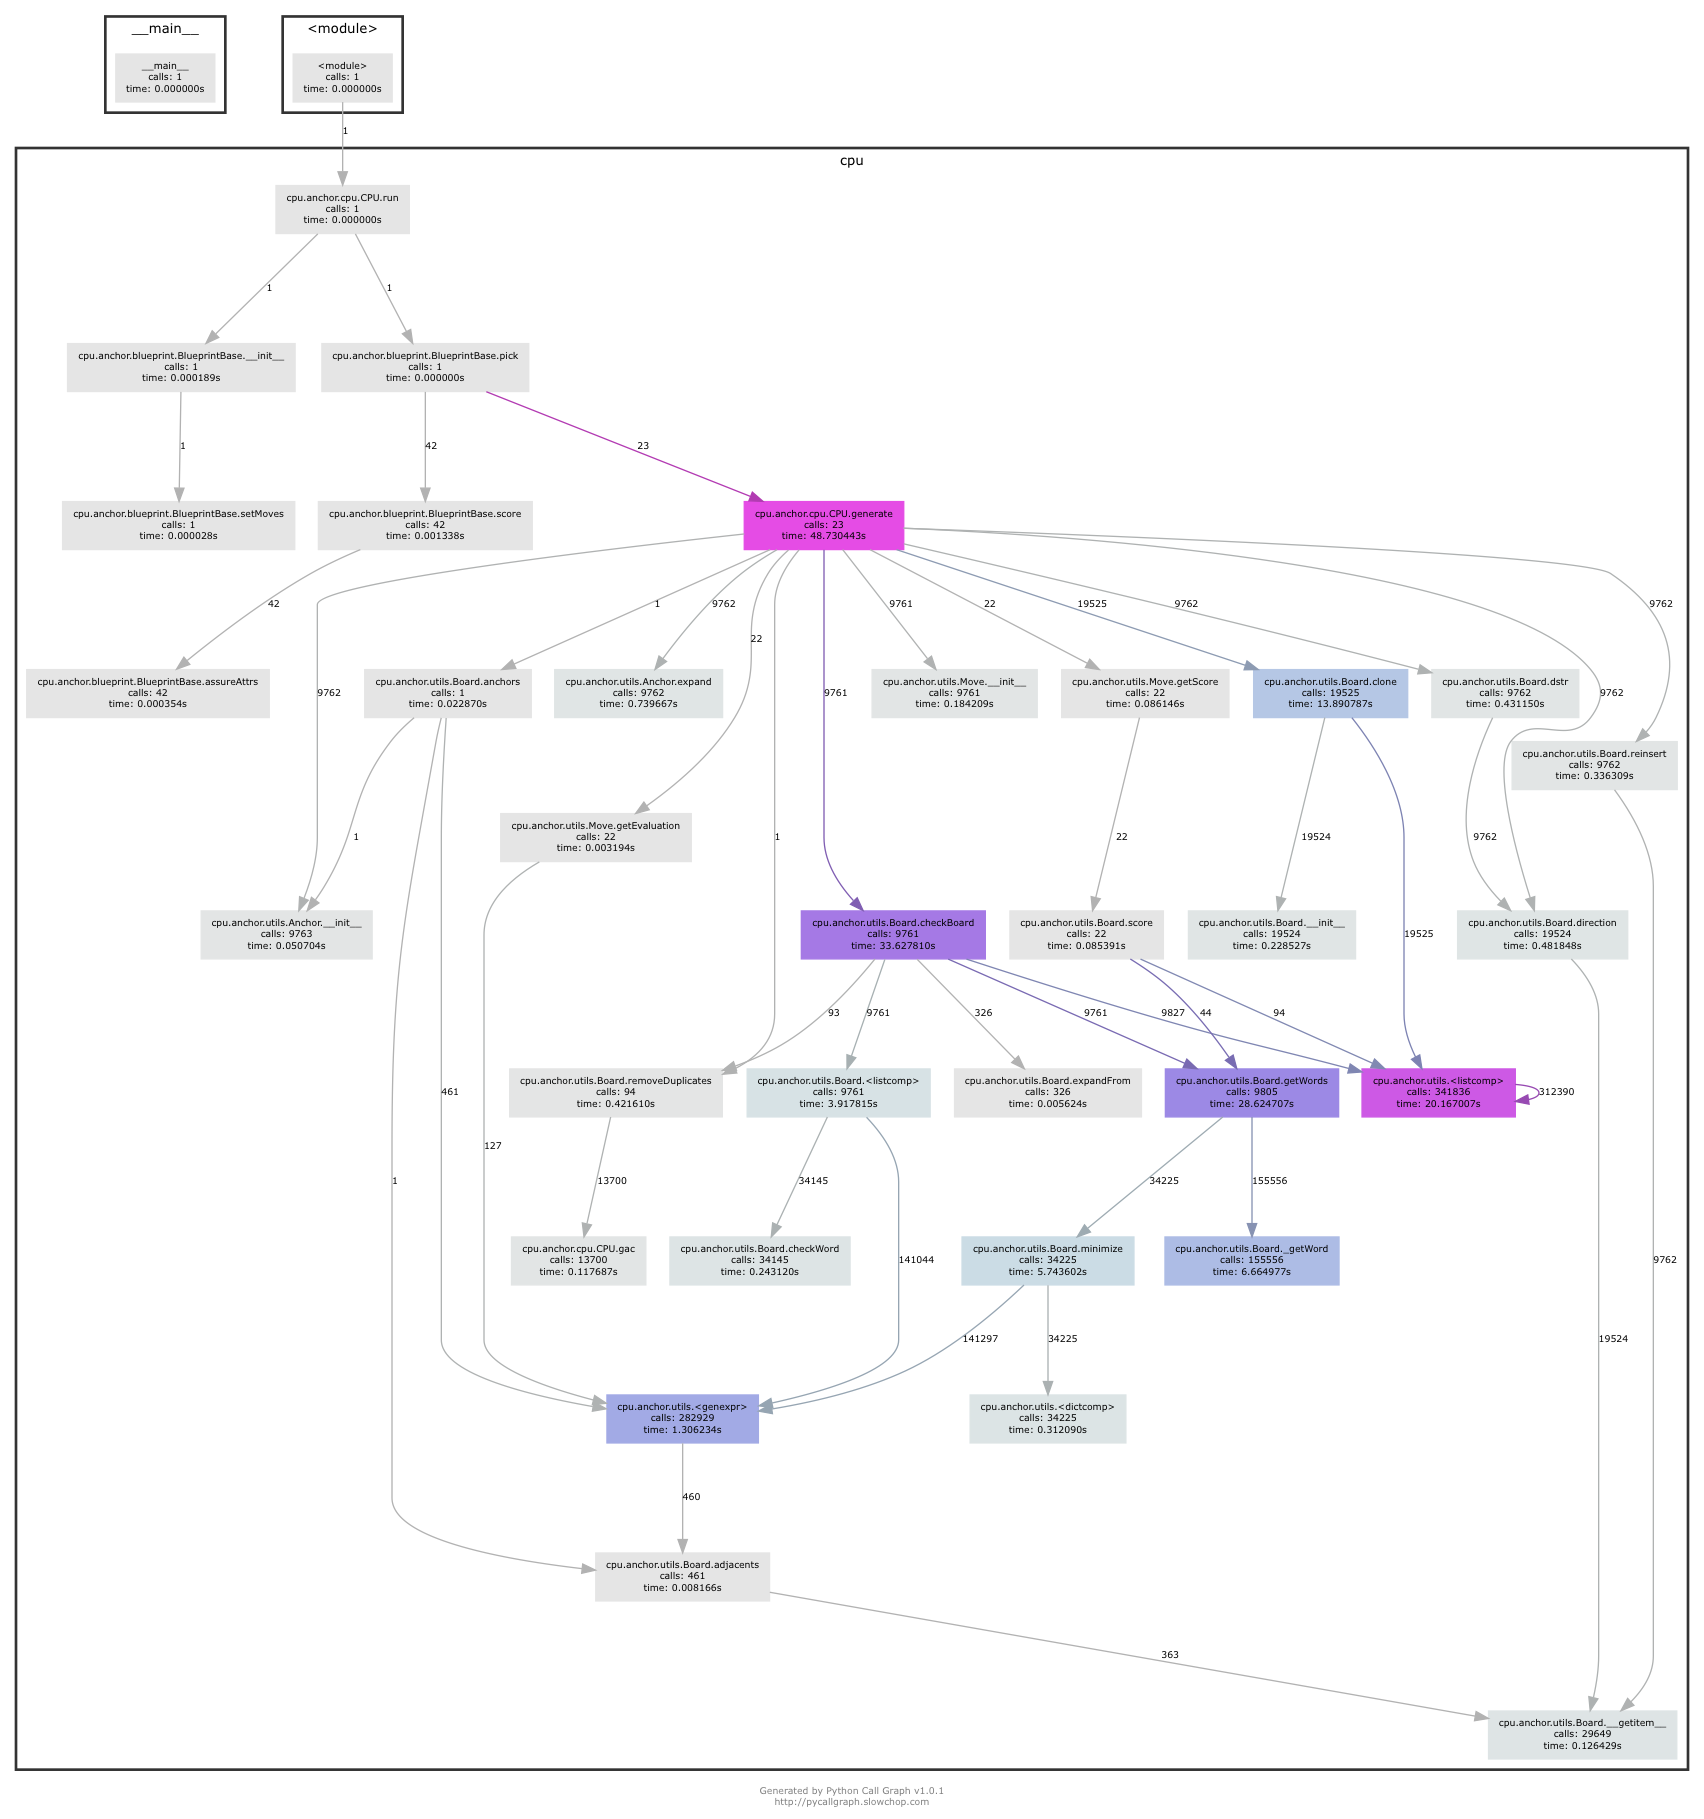 __main__
<module>
__main__
calls: 1
time: 0.000000s
<module>
calls: 1
time: 0.000000s
1
cpu
cpu.anchor.cpu.CPU.run
calls: 1
time: 0.000000s
1
1
cpu.anchor.blueprint.BlueprintBase.__init__
calls: 1
time: 0.000189s
cpu.anchor.blueprint.BlueprintBase.pick
calls: 1
time: 0.000000s
1
42
23
cpu.anchor.blueprint.BlueprintBase.setMoves
calls: 1
time: 0.000028s
cpu.anchor.blueprint.BlueprintBase.score
calls: 42
time: 0.001338s
cpu.anchor.cpu.CPU.generate
calls: 23
time: 48.730443s
42
1
9762
22
9761
22
19525
9762
9762
cpu.anchor.blueprint.BlueprintBase.assureAttrs
calls: 42
time: 0.000354s
9762
cpu.anchor.utils.Board.anchors
calls: 1
time: 0.022870s
cpu.anchor.utils.Anchor.expand
calls: 9762
time: 0.739667s
9761
cpu.anchor.utils.Move.__init__
calls: 9761
time: 0.184209s
cpu.anchor.utils.Move.getScore
calls: 22
time: 0.086146s
cpu.anchor.utils.Board.clone
calls: 19525
time: 13.890787s
cpu.anchor.utils.Board.dstr
calls: 9762
time: 0.431150s
9762
cpu.anchor.utils.Board.reinsert
calls: 9762
time: 0.336309s
cpu.anchor.utils.Move.getEvaluation
calls: 22
time: 0.003194s
1
1
22
19524
9762
cpu.anchor.utils.Anchor.__init__
calls: 9763
time: 0.050704s
cpu.anchor.utils.Board.checkBoard
calls: 9761
time: 33.627810s
cpu.anchor.utils.Board.score
calls: 22
time: 0.085391s
cpu.anchor.utils.Board.__init__
calls: 19524
time: 0.228527s
19525
cpu.anchor.utils.Board.direction
calls: 19524
time: 0.481848s
93
9761
326
9761
9827
44
94
461
cpu.anchor.utils.Board.removeDuplicates
calls: 94
time: 0.421610s
cpu.anchor.utils.Board.<listcomp>
calls: 9761
time: 3.917815s
cpu.anchor.utils.Board.expandFrom
calls: 326
time: 0.005624s
cpu.anchor.utils.Board.getWords
calls: 9805
time: 28.624707s
cpu.anchor.utils.<listcomp>
calls: 341836
time: 20.167007s
312390
127
1
13700
34145
34225
155556
cpu.anchor.cpu.CPU.gac
calls: 13700
time: 0.117687s
cpu.anchor.utils.Board.checkWord
calls: 34145
time: 0.243120s
141044
cpu.anchor.utils.Board.minimize
calls: 34225
time: 5.743602s
cpu.anchor.utils.Board._getWord
calls: 155556
time: 6.664977s
9762
141297
34225
19524
cpu.anchor.utils.<genexpr>
calls: 282929
time: 1.306234s
cpu.anchor.utils.<dictcomp>
calls: 34225
time: 0.312090s
460
cpu.anchor.utils.Board.adjacents
calls: 461
time: 0.008166s
363
cpu.anchor.utils.Board.__getitem__
calls: 29649
time: 0.126429s
Generated by Python Call Graph v1.0.1
http://pycallgraph.slowchop.com